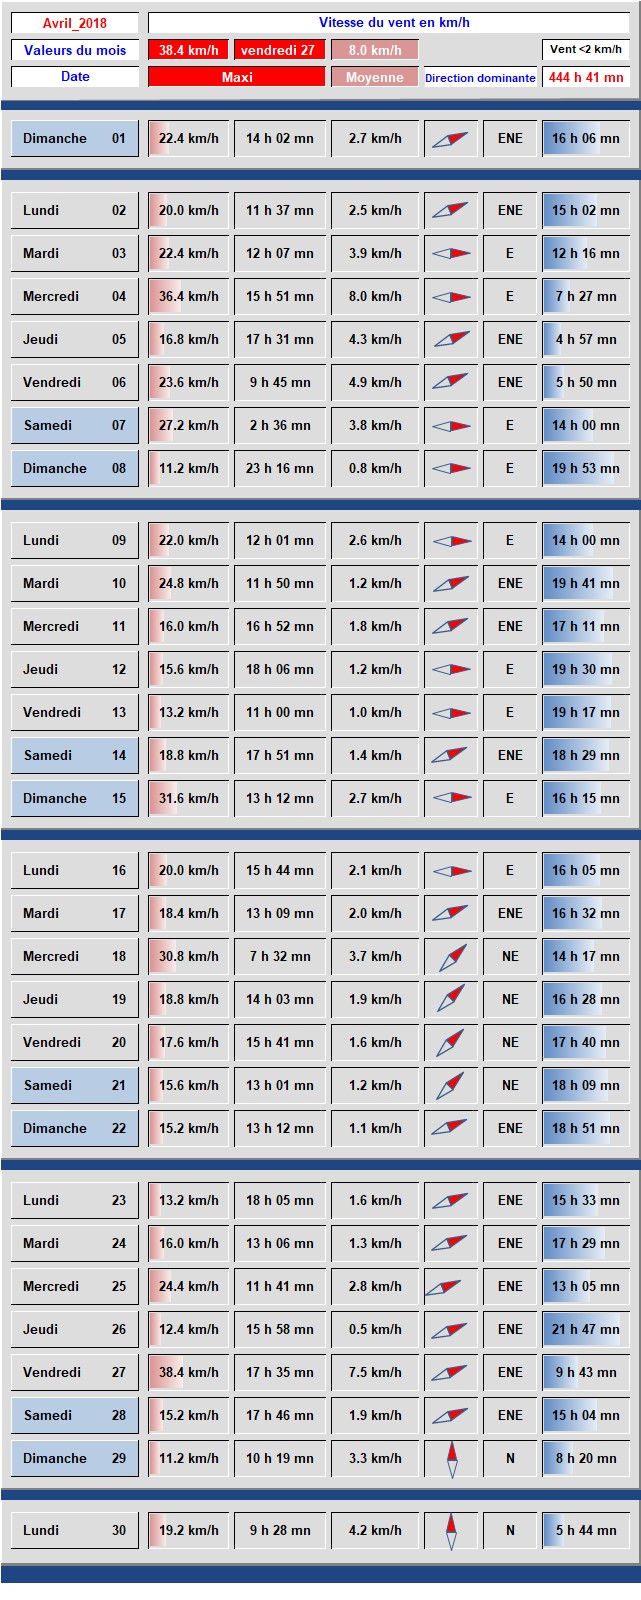 Avril_2018 Vitesse du vent en km/h
Valeurs du mois 38.4 km/h vendredi 27 8.0 km/h Vent <2 km/h
Date Maxi Moyenne Direction dominante 444 h 41 mn
Dimanche 01 22.4 km/h 14 h 02 mn 2.7 km/h ENE 16 h 06 mn
Lundi 02 20.0 km/h 11 h 37 mn 2.5 km/h ENE 15 h 02 mn
Mardi 03 22.4 km/h 12 h 07 mn 3.9 km/h E 12 h 16 mn
Mercredi 04 36.4 km/h 15 h 51 mn 8.0 km/h E 7 h 27 mn
Jeudi 05 16.8 km/h 17 h 31 mn 4.3 km/h ENE 4 h 57 mn
Vendredi 06 23.6 km/h 9 h 45 mn 4.9 km/h ENE 5 h 50 mn
Samedi 07 27.2 km/h 2 h 36 mn 3.8 km/h E 14 h 00 mn
Dimanche 08 11.2 km/h 23 h 16 mn 0.8 km/h E 19 h 53 mn
Lundi 09 22.0 km/h 12 h 01 mn 2.6 km/h E 14 h 00 mn
Mardi 10 24.8 km/h 11 h 50 mn 1.2 km/h ENE 19 h 41 mn
Mercredi 11 16.0 km/h 16 h 52 mn 1.8 km/h ENE 17 h 11 mn
Jeudi 12 15.6 km/h 18 h 06 mn 1.2 km/h E 19 h 30 mn
Vendredi 13 13.2 km/h 11 h 00 mn 1.0 km/h E 19 h 17 mn
Samedi 14 18.8 km/h 17 h 51 mn 1.4 km/h ENE 18 h 29 mn
Dimanche 15 31.6 km/h 13 h 12 mn 2.7 km/h E 16 h 15 mn
Lundi 16 20.0 km/h 15 h 44 mn 2.1 km/h E 16 h 05 mn
Mardi 17 18.4 km/h 13 h 09 mn 2.0 km/h ENE 16 h 32 mn
Mercredi 18 30.8 km/h 7 h 32 mn 3.7 km/h NE 14 h 17 mn
Jeudi 19 18.8 km/h 14 h 03 mn 1.9 km/h NE 16 h 28 mn
Vendredi 20 17.6 km/h 15 h 41 mn 1.6 km/h NE 17 h 40 mn
Samedi 21 15.6 km/h 13 h 01 mn 1.2 km/h NE 18 h 09 mn
Dimanche 22 15.2 km/h 13 h 12 mn 1.1 km/h ENE 18 h 51 mn
Lundi 23 13.2 km/h 18 h 05 mn 1.6 km/h ENE 15 h 33 mn
Mardi 24 16.0 km/h 13 h 06 mn 1.3 km/h ENE 17 h 29 mn
Mercredi 25 24.4 km/h 11 h 41 mn 2.8 km/h ENE 13 h 05 mn
Jeudi 26 12.4 km/h 15 h 58 mn 0.5 km/h ENE 21 h 47 mn
Vendredi 27 38.4 km/h 17 h 35 mn 7.5 km/h ENE 9 h 43 mn
Samedi 28 15.2 km/h 17 h 46 mn 1.9 km/h ENE 15 h 04 mn
Dimanche 29 11.2 km/h 10 h 19 mn 3.3 km/h N 8 h 20 mn
Lundi 30 19.2 km/h 9 h 28 mn 4.2 km/h N 5 h 44 mn